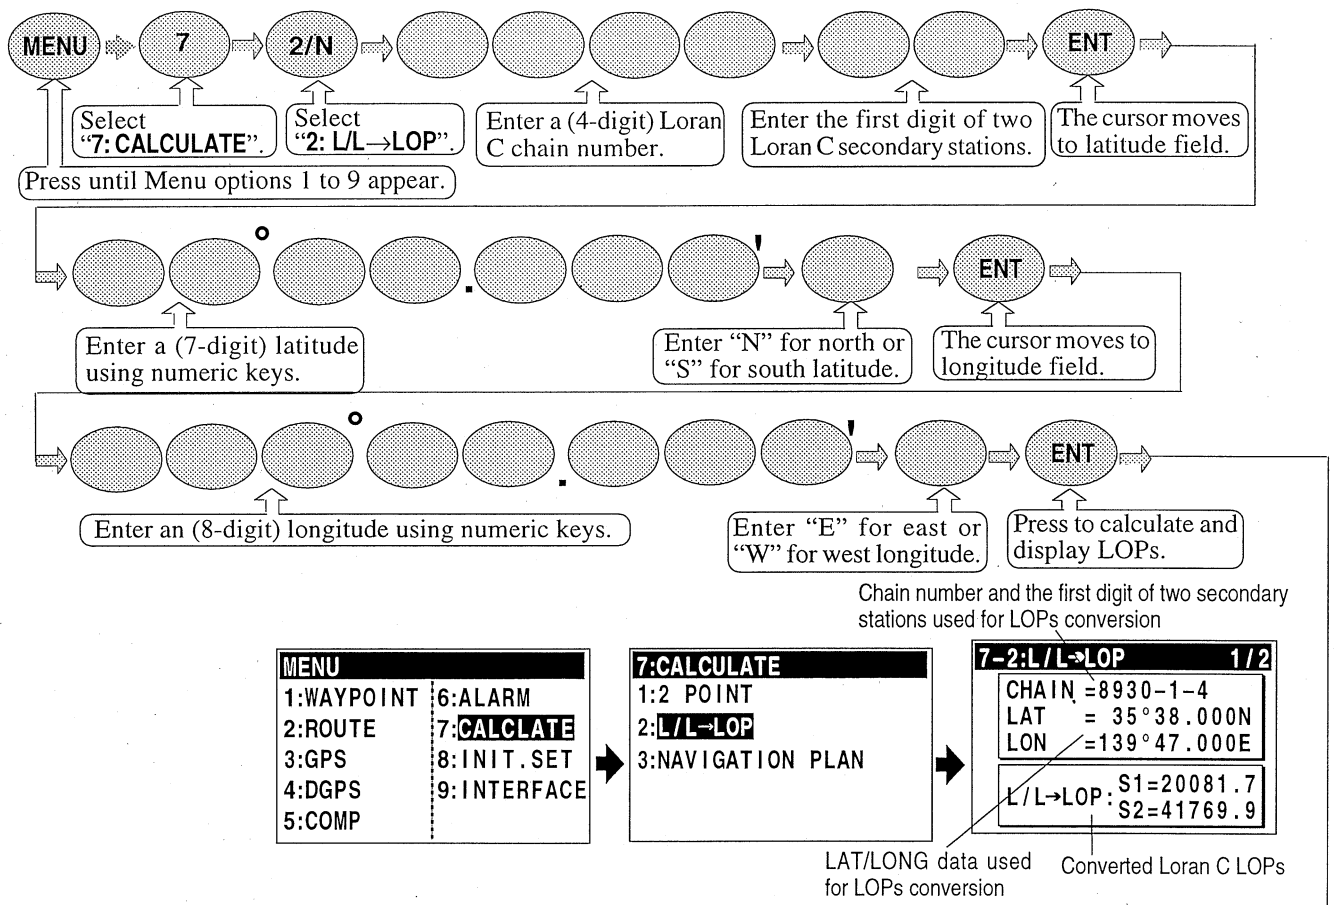 MENU 7 2/N ENT
Select
“7: CALCULATE”.
Select
“2: L/L→LOP”.
Enter a (4-digit) Loran
C chain number.
Enter the first digit of two
Loran C secondary stations.
The cursor moves
to latitude field.
Press until Menu options 1 to 9 appear.
° . ' ENT
Enter a (7-digit) latitude
using numeric keys.
Enter “N” for north or
“S” for south latitude.
The cursor moves to
longitude field.
° . ' ENT
Enter an (8-digit) longitude using numeric keys.
Enter “E” for east or
“W” for west longitude.
Press to calculate and
display LOPs.
Chain number and the first digit of two secondary
stations used for LOPs conversion
MENU
1:WAYPOINT
2:ROUTE
3:GPS
4:DGPS
5:COMP
6:ALARM
7:CALCLATE
8:INIT.SET
9:INTERFACE
7:CALCULATE
1:2 POINT
2:L/L→LOP
3:NAVIGATION PLAN
7-2:L/L→LOP 1/2
CHAIN =8930-1-4
LAT = 35°38.000N
LON =139°47.000E
L/L→LOP: S1=20081.7
S2=41769.9
LAT/LONG data used
for LOPs conversion
Converted Loran C LOPs